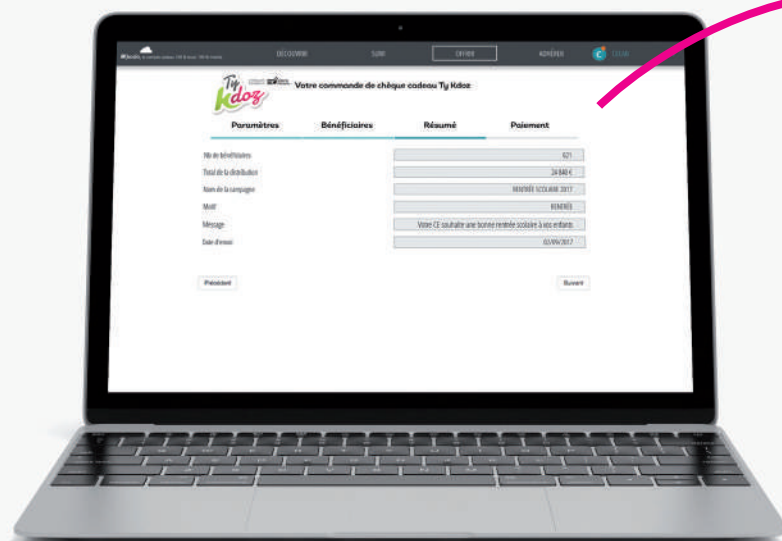 DÉCOUVRIR SUIVI OFFRIR ADHÉRER
Ty
Kdoz
Votre commande de chèque cadeau Ty Kdoz
Paramètres Bénéficiaires Résumé Paiement
Nb de bénéficiaires 621
Total de la distribution 24 840 €
Nom de la campagne RENTRÉE SCOLAIRE 2017
Motif RENTRÉE
Message Votre CE souhaite une bonne rentrée scolaire à vos enfants
Date d'envoi 02/09/2017
Précédent Suivant